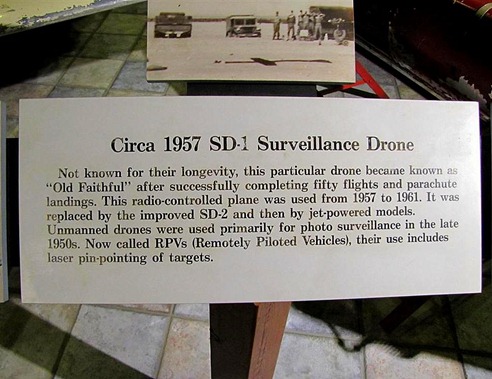 Circa 1957 SD-1 Surveillance Drone
Not known for their longevity, this particular drone became known as
"Old Faithful" after successfully completing fifty flights and parachute
landings. This radio-controlled plane was used from 1957 to 1961. It was
replaced by the improved SD-2 and then by jet-powered models.
Unmanned drones were used primarily for photo surveillance in the late
1950s. Now called RPVs (Remotely Piloted Vehicles), their use includes
laser pin-pointing of targets.